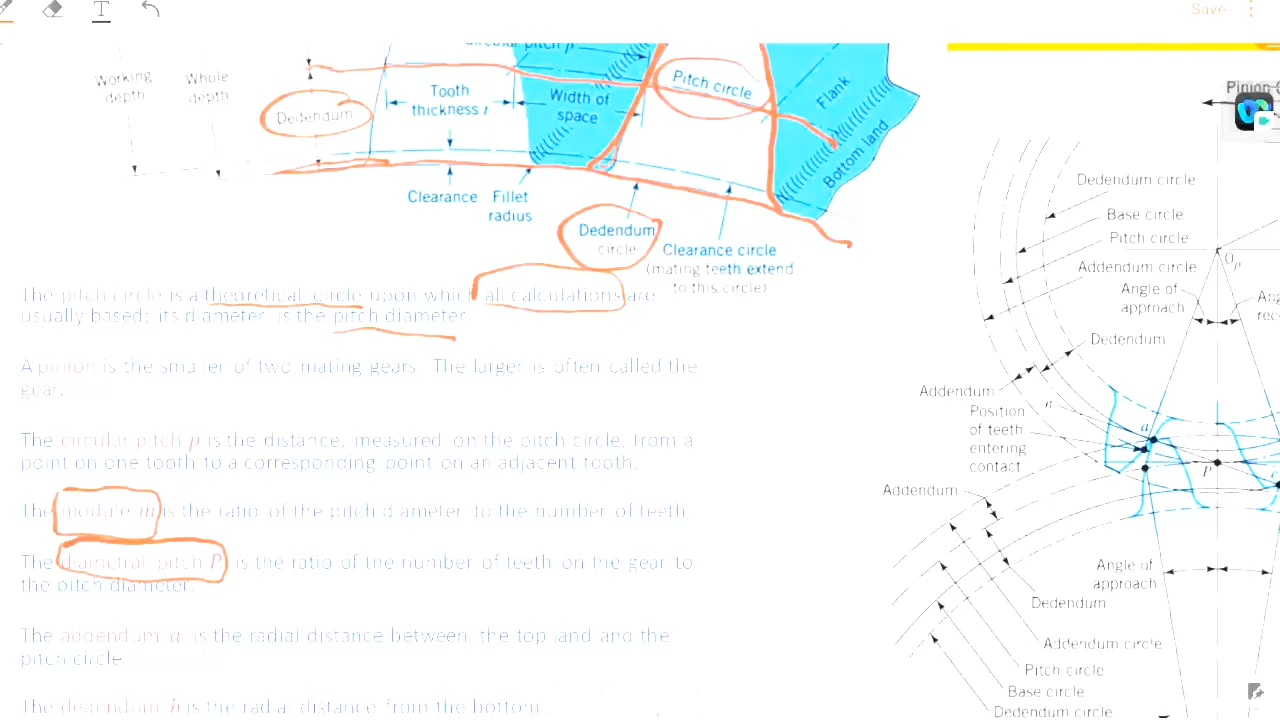 T
Save
Circular pitch p
Working
depth
Whole
depth
Dedendum
Tooth
thickness t
Width of
space
Pitch circle
Flank
Bottom land
Clearance
Fillet
radius
Dedendum
circle
Clearance circle
(mating teeth extend
to this circle)
The pitch circle is a theoretical circle upon which all calculations are
usually based; its diameter is the pitch diameter.
A pinion is the smaller of two mating gears. The larger is often called the
gear.
The circular pitch p is the distance, measured on the pitch circle, from a
point on one tooth to a corresponding point on an adjacent tooth.
The module m is the ratio of the pitch diameter to the number of teeth.
The diametral pitch P is the ratio of the number of teeth on the gear to
the pitch diameter.
The addendum a is the radial distance between the top land and the
pitch circle.
The dedendum b is the radial distance from the bottom
Pinion
Dedendum circle
Base circle
Pitch circle
Addendum circle
O_P
Angle of
approach
Dedendum
Addendum
n
Position
of teeth
entering
contact
a
P
c
Addendum
Angle of
approach
Dedendum
Addendum circle
Pitch circle
Base circle
Dedendum circle